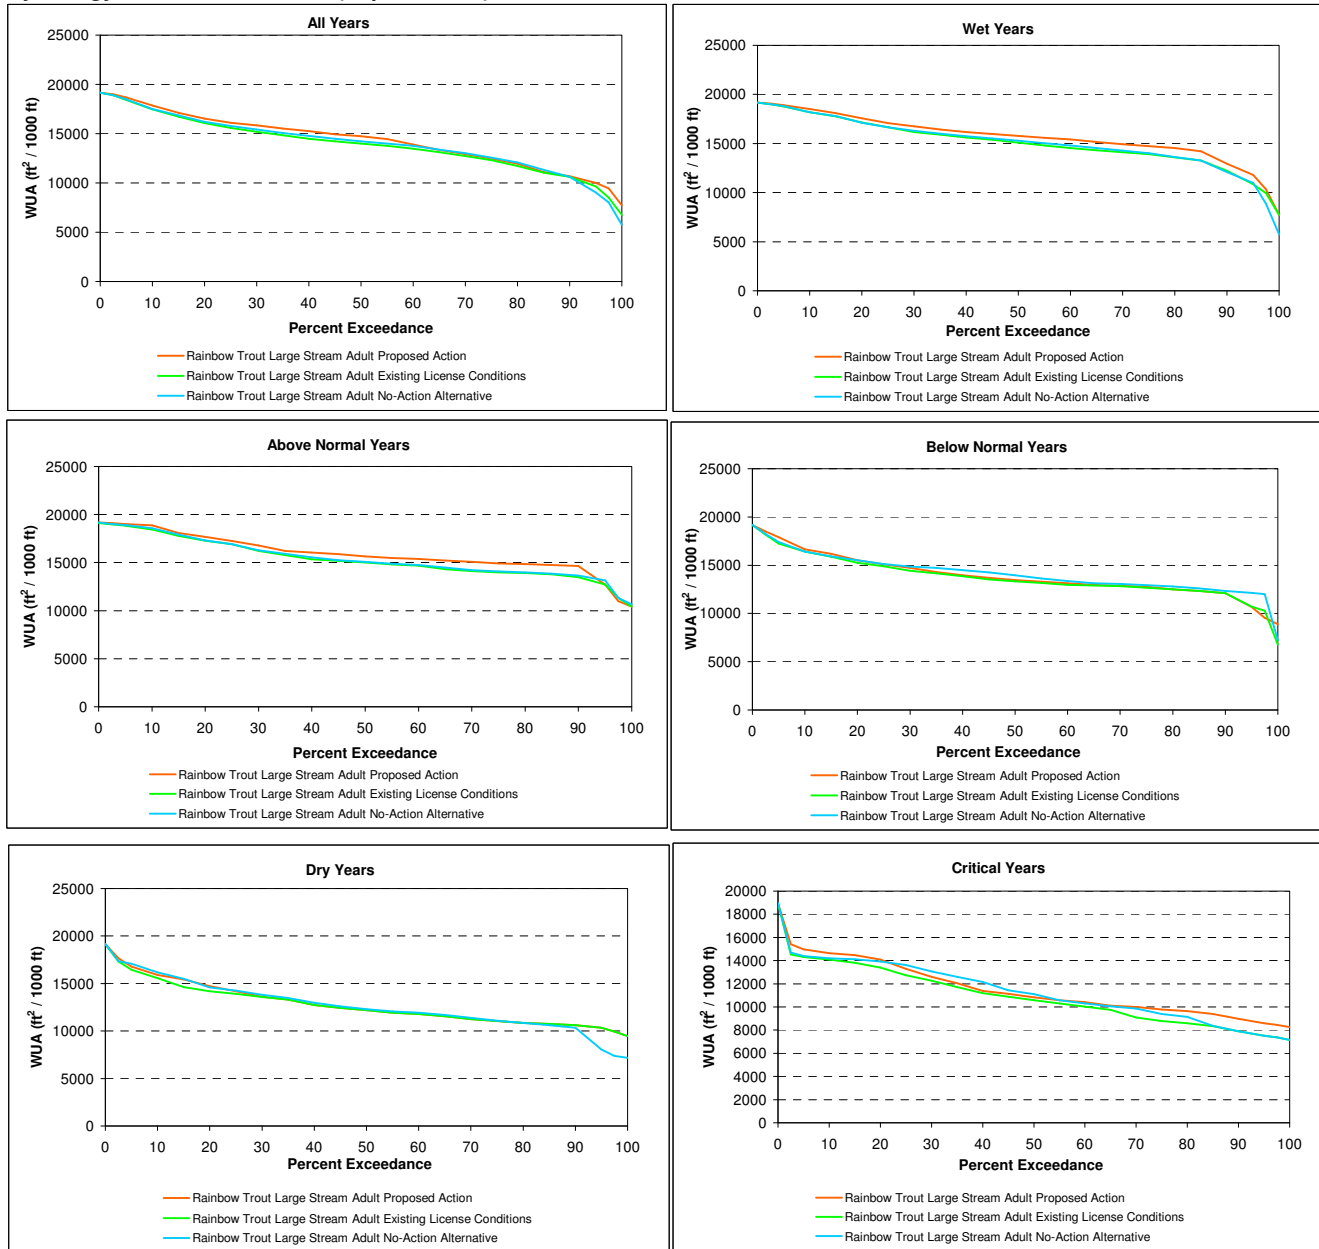 All Years
25000
20000
15000
10000
5000
0
WUA (ft² / 1000 ft)
0 10 20 30 40 50 60 70 80 90 100
Percent Exceedance
Rainbow Trout Large Stream Adult Proposed Action
Rainbow Trout Large Stream Adult Existing License Conditions
Rainbow Trout Large Stream Adult No-Action Alternative
Wet Years
25000
20000
15000
10000
5000
0
WUA (ft² / 1000 ft)
0 10 20 30 40 50 60 70 80 90 100
Percent Exceedance
Rainbow Trout Large Stream Adult Proposed Action
Rainbow Trout Large Stream Adult Existing License Conditions
Rainbow Trout Large Stream Adult No-Action Alternative
Above Normal Years
25000
20000
15000
10000
5000
0
WUA (ft² / 1000 ft)
0 10 20 30 40 50 60 70 80 90 100
Percent Exceedance
Rainbow Trout Large Stream Adult Proposed Action
Rainbow Trout Large Stream Adult Existing License Conditions
Rainbow Trout Large Stream Adult No-Action Alternative
Below Normal Years
25000
20000
15000
10000
5000
0
WUA (ft² / 1000 ft)
0 10 20 30 40 50 60 70 80 90 100
Percent Exceedance
Rainbow Trout Large Stream Adult Proposed Action
Rainbow Trout Large Stream Adult Existing License Conditions
Rainbow Trout Large Stream Adult No-Action Alternative
Dry Years
25000
20000
15000
10000
5000
0
WUA (ft² / 1000 ft)
0 10 20 30 40 50 60 70 80 90 100
Percent Exceedance
Rainbow Trout Large Stream Adult Proposed Action
Rainbow Trout Large Stream Adult Existing License Conditions
Rainbow Trout Large Stream Adult No-Action Alternative
Critical Years
20000
18000
16000
14000
12000
10000
8000
6000
4000
2000
0
WUA (ft² / 1000 ft)
0 10 20 30 40 50 60 70 80 90 100
Percent Exceedance
Rainbow Trout Large Stream Adult Proposed Action
Rainbow Trout Large Stream Adult Existing License Conditions
Rainbow Trout Large Stream Adult No-Action Alternative